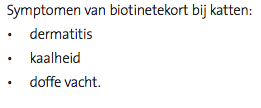 Symptomen van biotinetekort bij katten:
• dermatitis
• kaalheid
• doffe vacht.